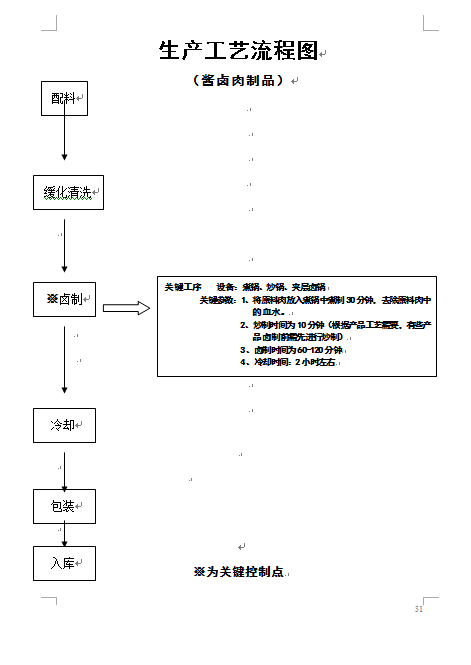 生产工艺流程图
（酱卤肉制品）
配料
缓化清洗
※卤制
关键工序 设备：煮锅、炒锅、夹层卤锅
关键参数：1、将原料肉放入煮锅中煮制30分钟，去除原料肉中
的血水。
2、炒制时间为10分钟（根据产品工艺需要，有些产
品卤制前需先进行炒制）
3、卤制时间为60-120分钟
4、冷却时间：2小时左右
冷却
包装
入库
※为关键控制点
31